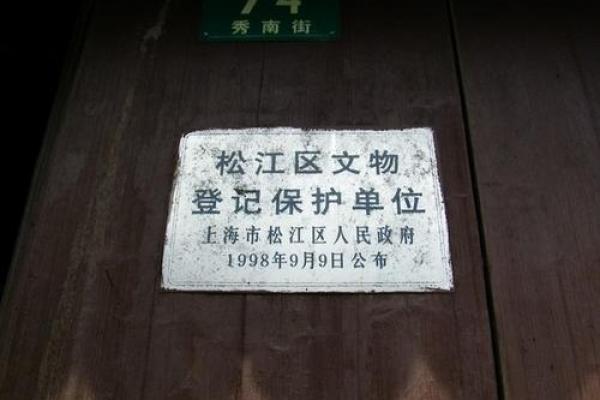 74
秀南街
松江区文物
登记保护单位
上海市松江区人民政府
1998年9月9日公布